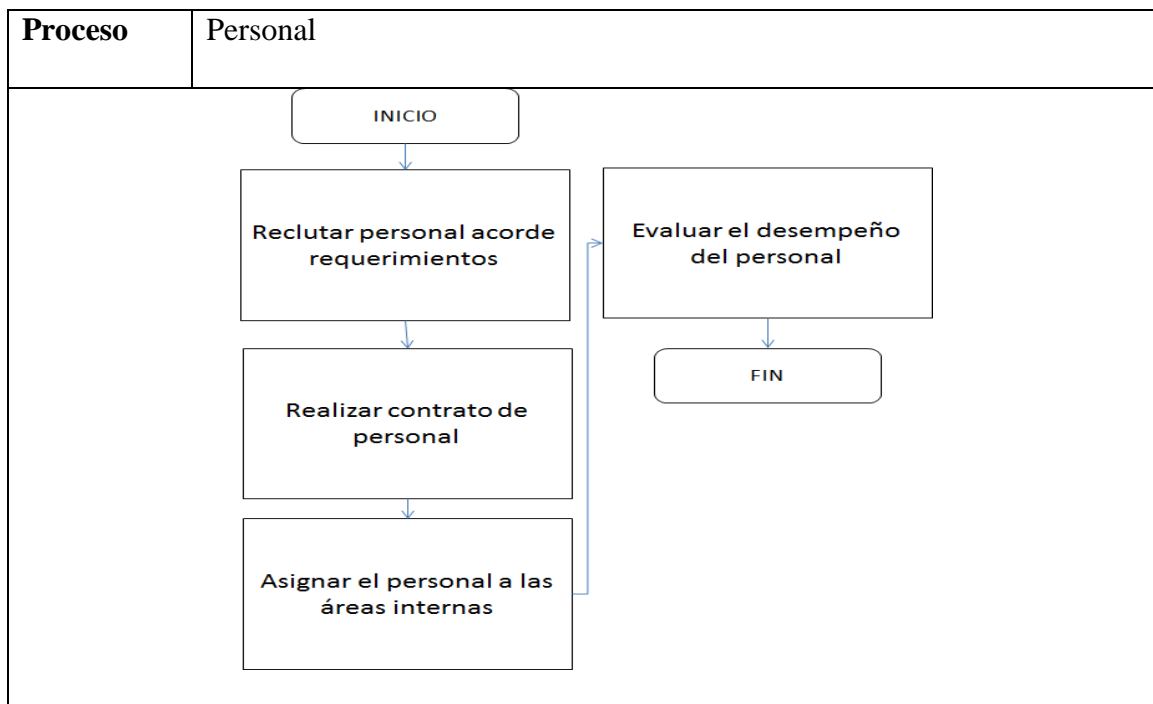 Proceso
Personal
INICIO
Reclutar personal acorde
requerimientos
Realizar contrato de
personal
Asignar el personal a las
áreas internas
Evaluar el desempeño
del personal
FIN